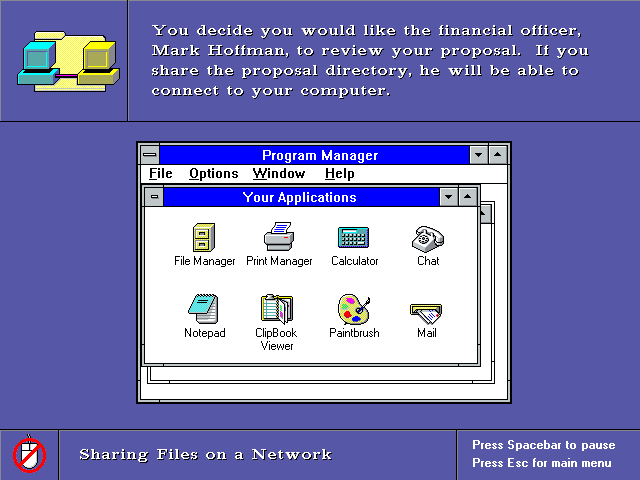 You decide you would like the financial officer,
Mark Hoffman, to review your proposal.  If you
share the proposal directory, he will be able to
connect to your computer.
Program Manager
File Options Window Help
Your Applications
File Manager Print Manager Calculator Chat
Notepad ClipBook Viewer Paintbrush Mail
Sharing Files on a Network
Press Spacebar to pause
Press Esc for main menu